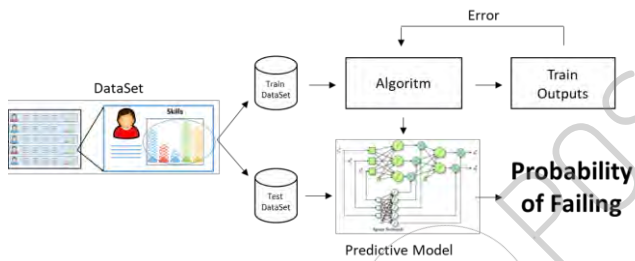 Error
DataSet
Skills
Train
DataSet
Algoritm
Train
Outputs
Test
DataSet
Probability
of Failing
Predictive Model